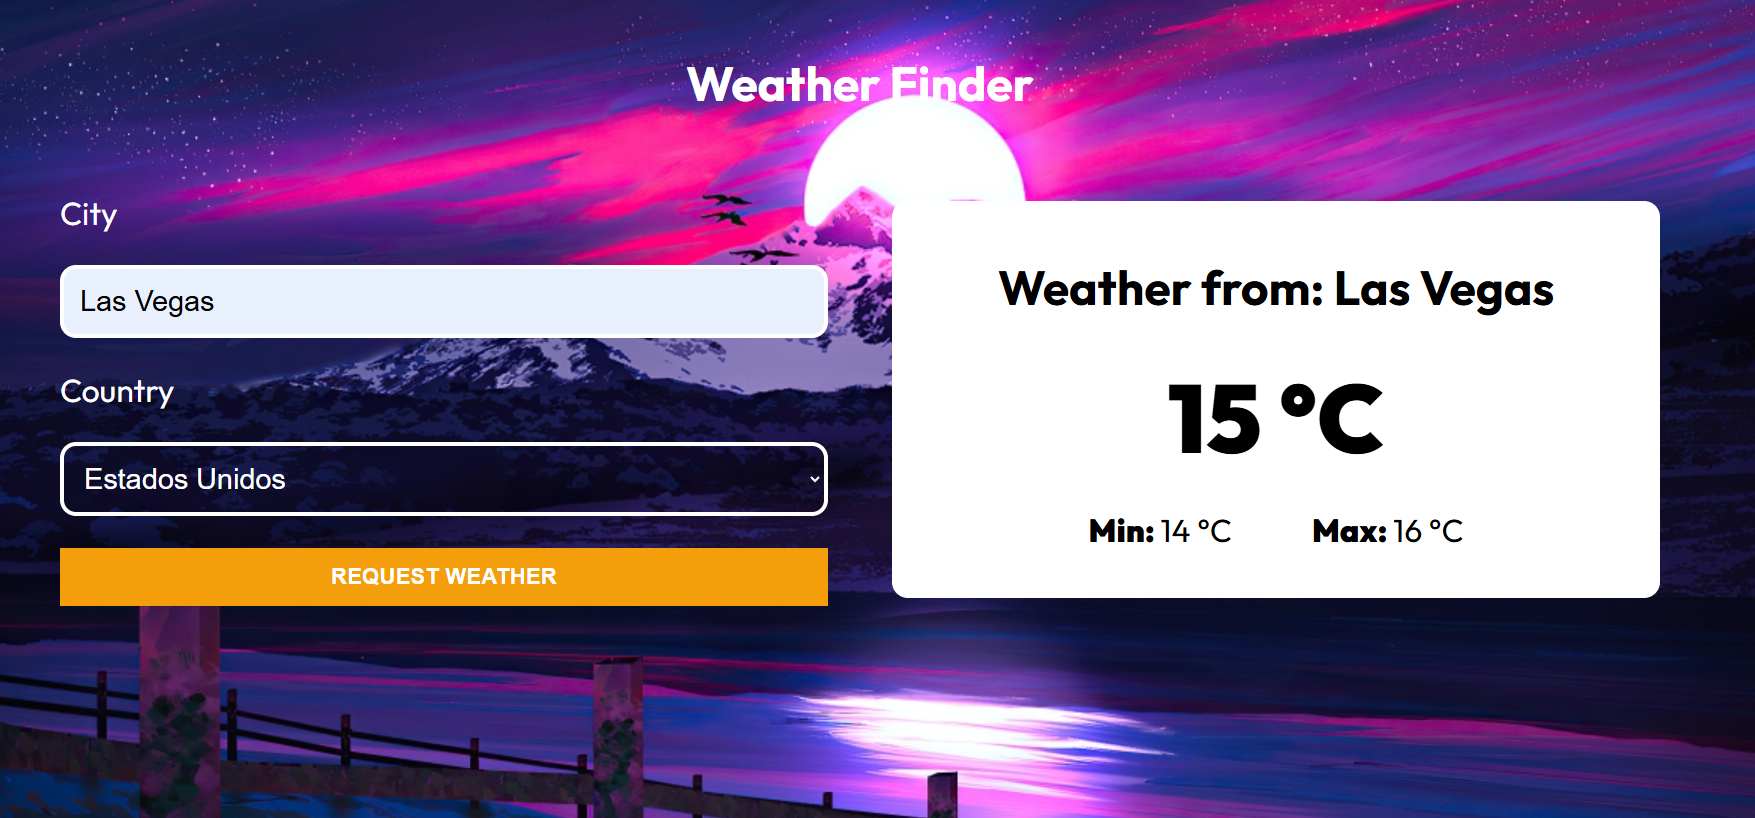 Weather Finder
City
Las Vegas
Country
Estados Unidos
REQUEST WEATHER
Weather from: Las Vegas
15 °C
Min: 14 °C Max: 16 °C